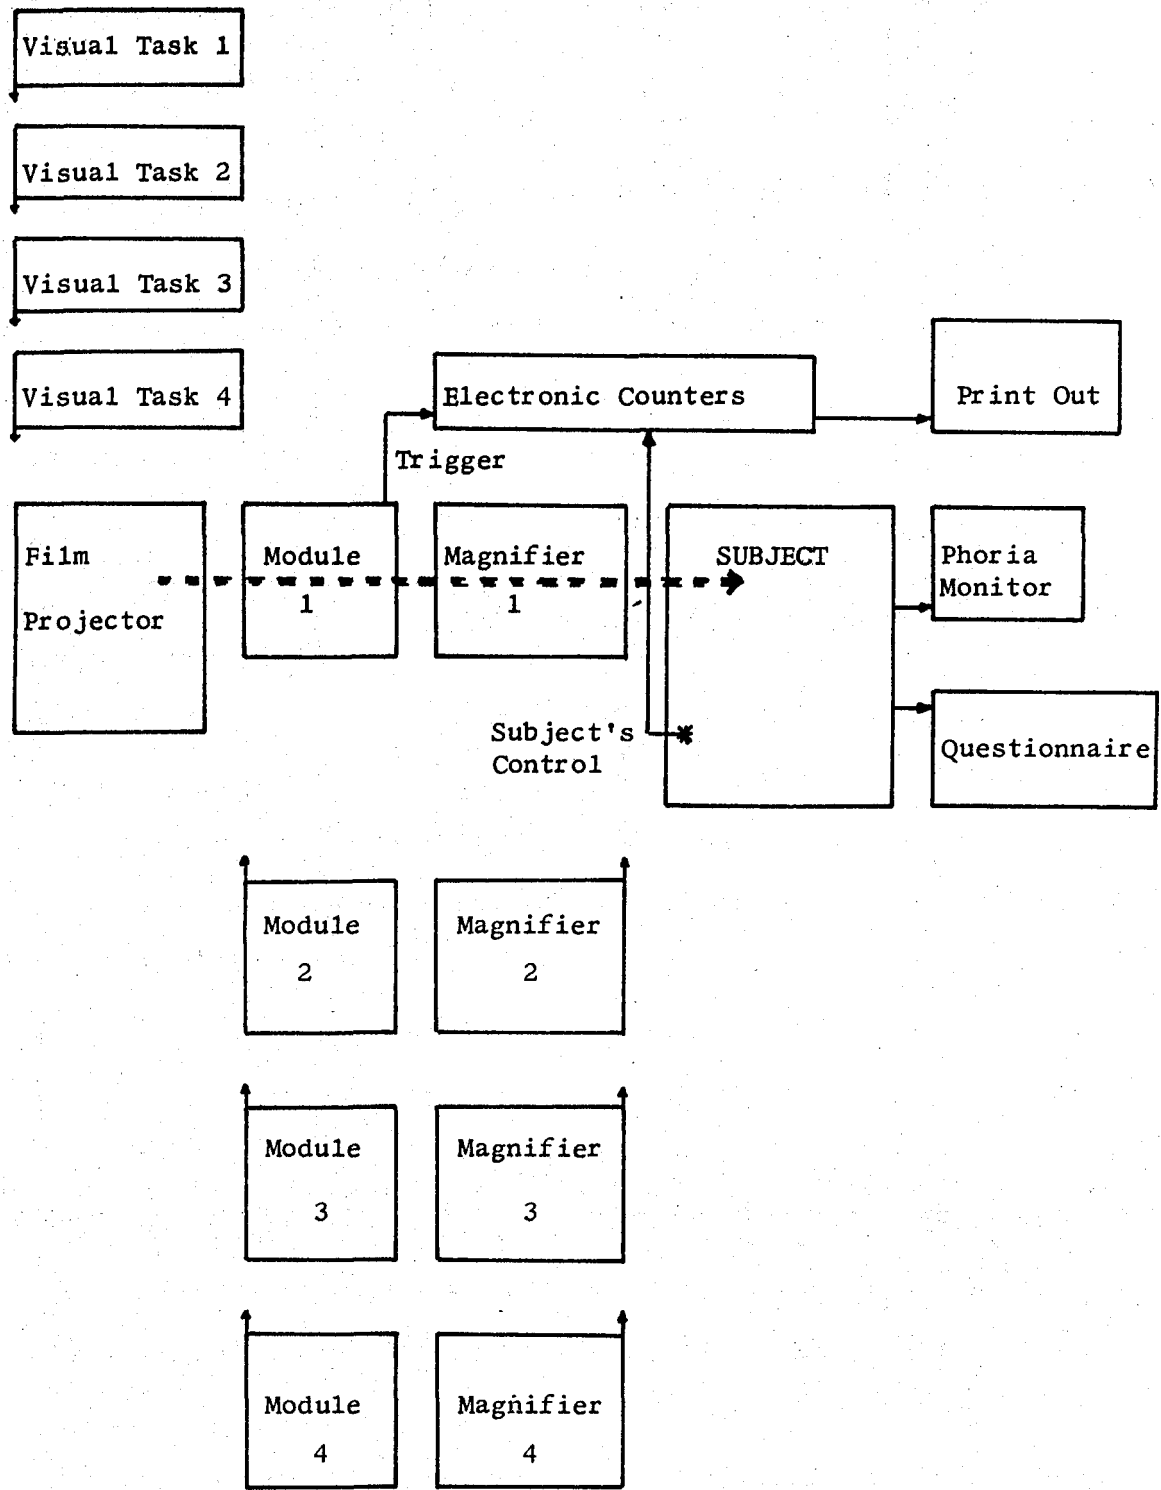 Visual Task 1
Visual Task 2
Visual Task 3
Visual Task 4
Electronic Counters
Print Out
Trigger
Film
Projector
Module
1
Magnifier
1
SUBJECT
Phoria
Monitor
Subject's
Control
Questionnaire
Module
2
Magnifier
2
Module
3
Magnifier
3
Module
4
Magnifier
4